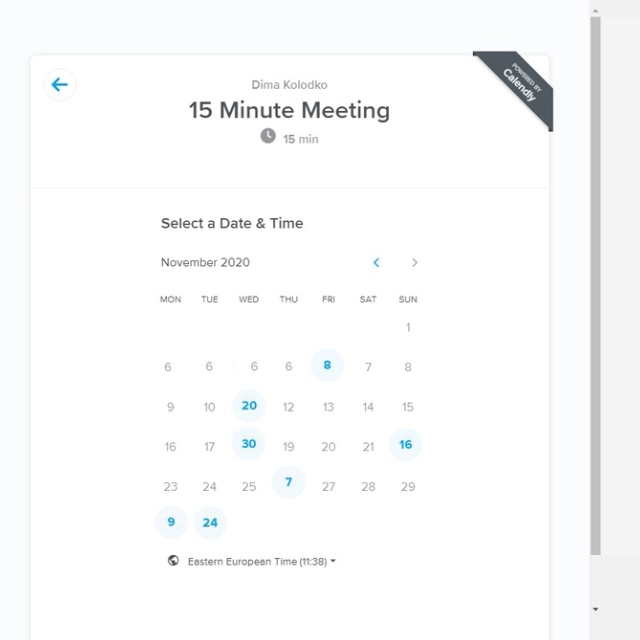 POWERED BY
Calendly
Dima Kolodko
15 Minute Meeting
15 min
Select a Date & Time
November 2020
MON TUE WED THU FRI SAT SUN
1
6 6 6 6 8 7 8
9 10 20 12 13 14 15
16 17 30 19 20 21 16
23 24 25 7 27 28 29
9 24
Eastern European Time (11:38)